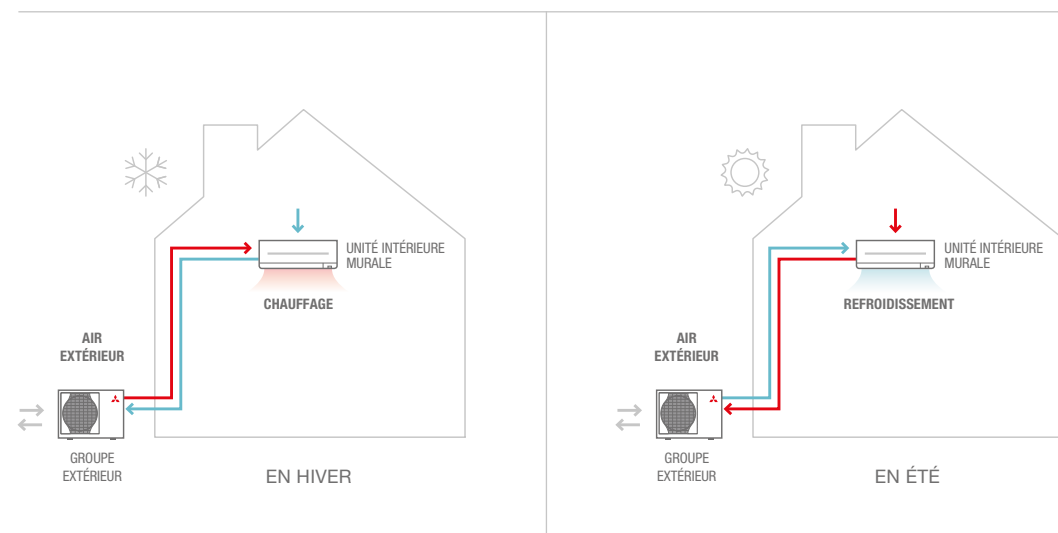 UNITÉ INTÉRIEURE
MURALE
CHAUFFAGE
AIR
EXTÉRIEUR
GROUPE
EXTÉRIEUR
EN HIVER
UNITÉ INTÉRIEURE
MURALE
REFROIDISSEMENT
AIR
EXTÉRIEUR
GROUPE
EXTÉRIEUR
EN ÉTÉ